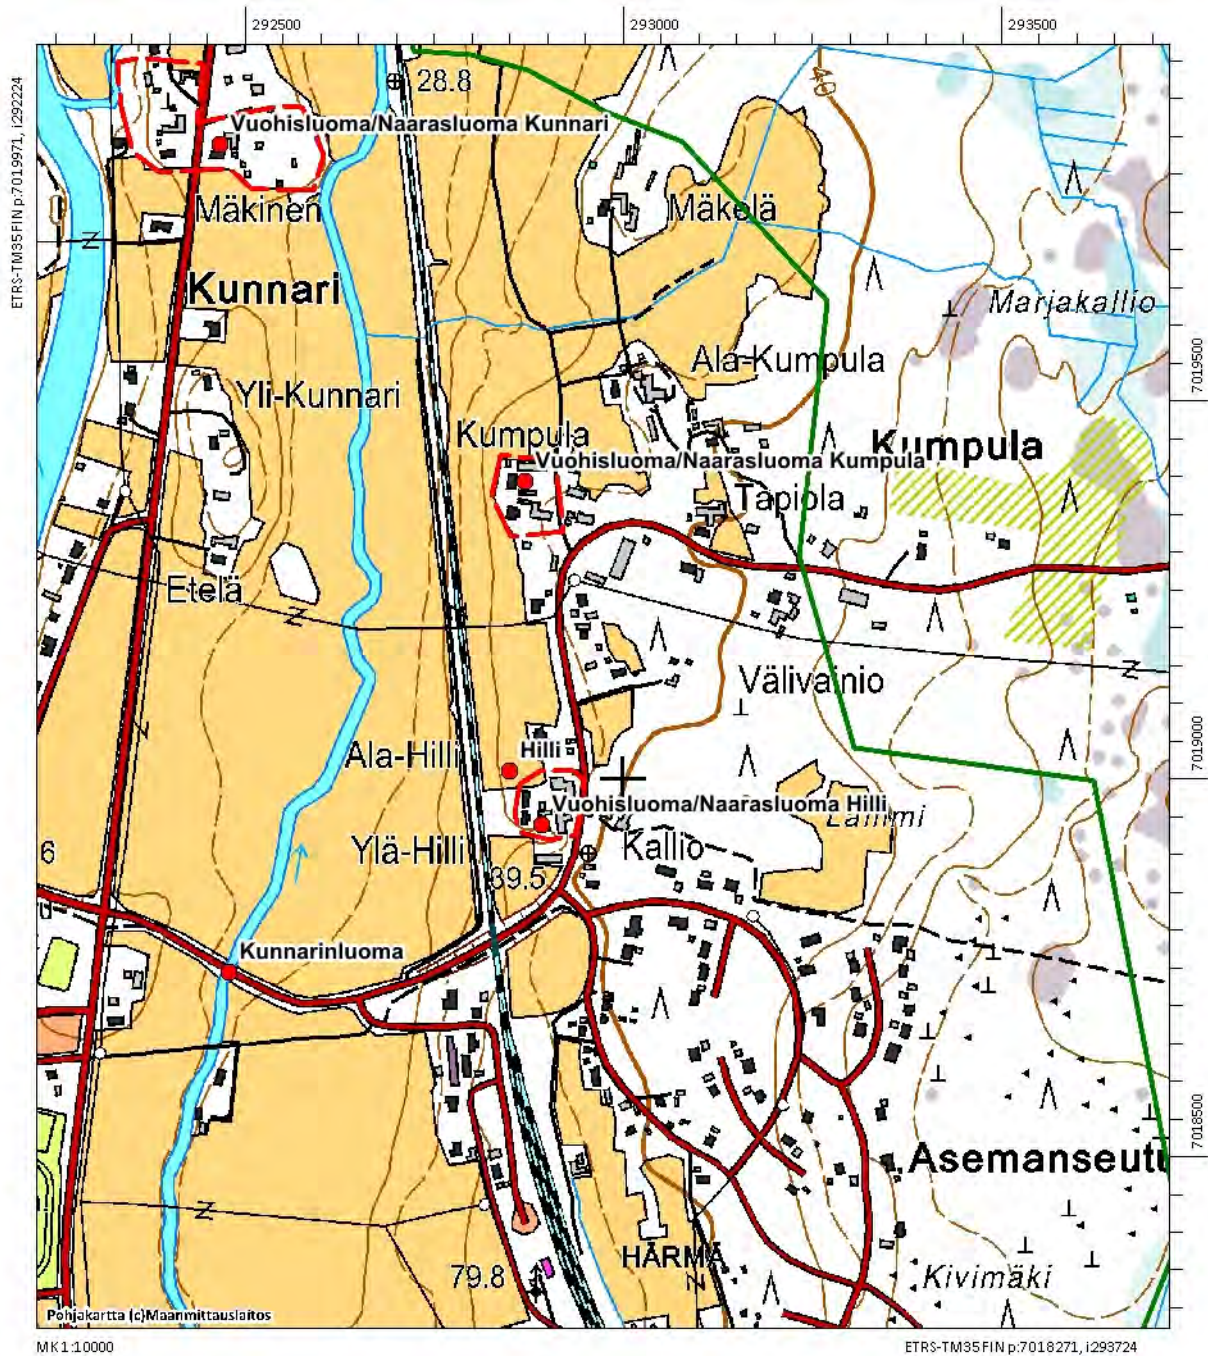 292500
293000
293500
ETRS-TM35FIN p:7019971, i292224
28.8
40
Vuohisluoma/Naarasluoma Kunnari
Mäkinen
Mäkelä
Kunnari
Marjakallio
7019500
Ala-Kumpula
Yli-Kunnari
Kumpula
Kumpula
Vuohisluoma/Naarasluoma Kumpula
Tapiola
Etelä
Välivainio
7019000
Ala-Hilli
Hilli
Vuohisluoma/Naarasluoma Hilli
6
Ylä-Hilli
Kallio
39.5
Kunnarinluoma
7018500
Asemanseutu
HÄRMÄ
79.8
Kivimäki
Pohjakartta (c)Maanmittauslaitos
MK 1:10000
ETRS-TM35FIN p:7018271, i293724